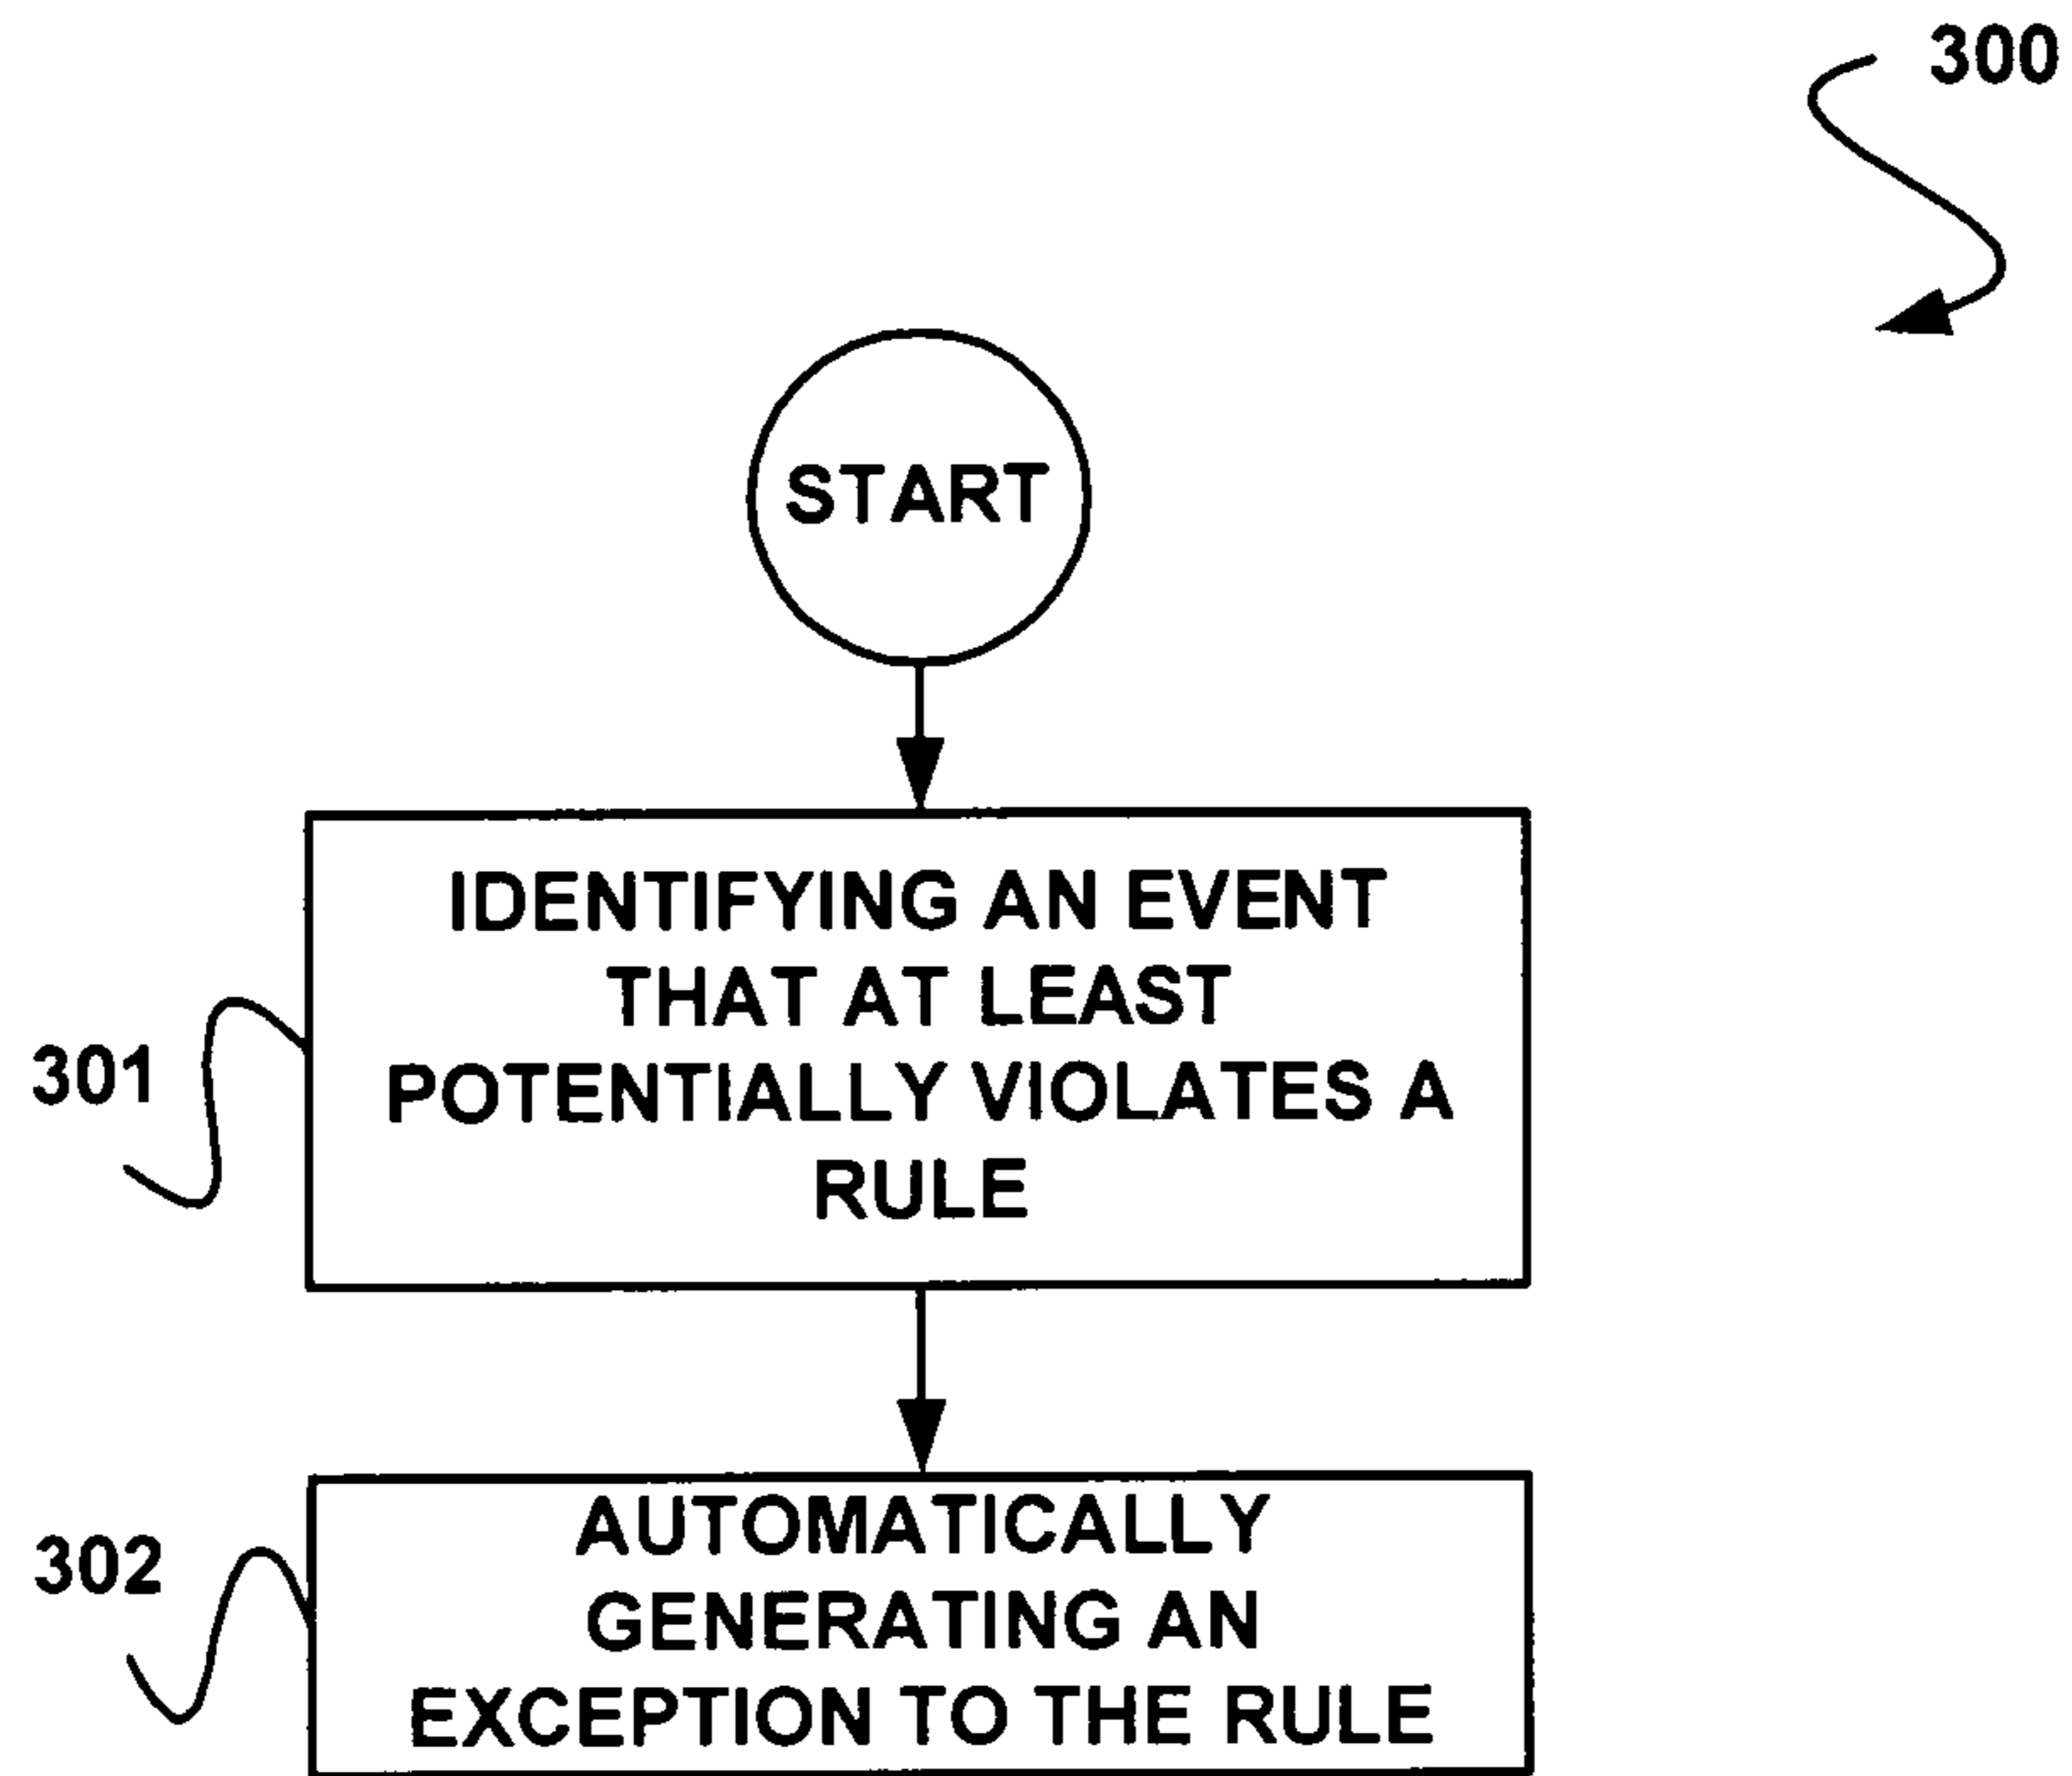 300
START
IDENTIFYING AN EVENT
THAT AT LEAST
POTENTIALLY VIOLATES A
RULE
301
AUTOMATICALLY
GENERATING AN
EXCEPTION TO THE RULE
302